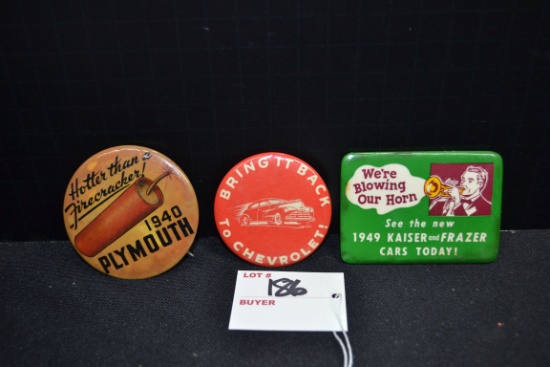 Hotter than a
Firecracker!
1940
PLYMOUTH
BRING IT BACK
TO CHEVROLET!
We're
Blowing
Our Horn
See the new
1949 KAISER and FRAZER
CARS TODAY!
LOT #
186
BUYER